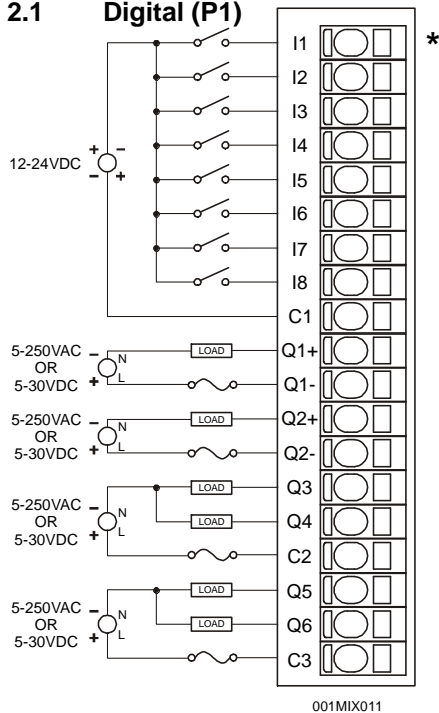 2.1 Digital (P1)
I1 *
I2
I3
I4
+ −
12-24VDC
− +
I5
I6
I7
I8
C1
5-250VAC − N LOAD Q1+
OR
5-30VDC + L Q1-
5-250VAC − N LOAD Q2+
OR
5-30VDC + L Q2-
LOAD Q3
5-250VAC − N LOAD Q4
OR
5-30VDC + L C2
LOAD Q5
5-250VAC − N LOAD Q6
OR
5-30VDC + L C3
001MIX011